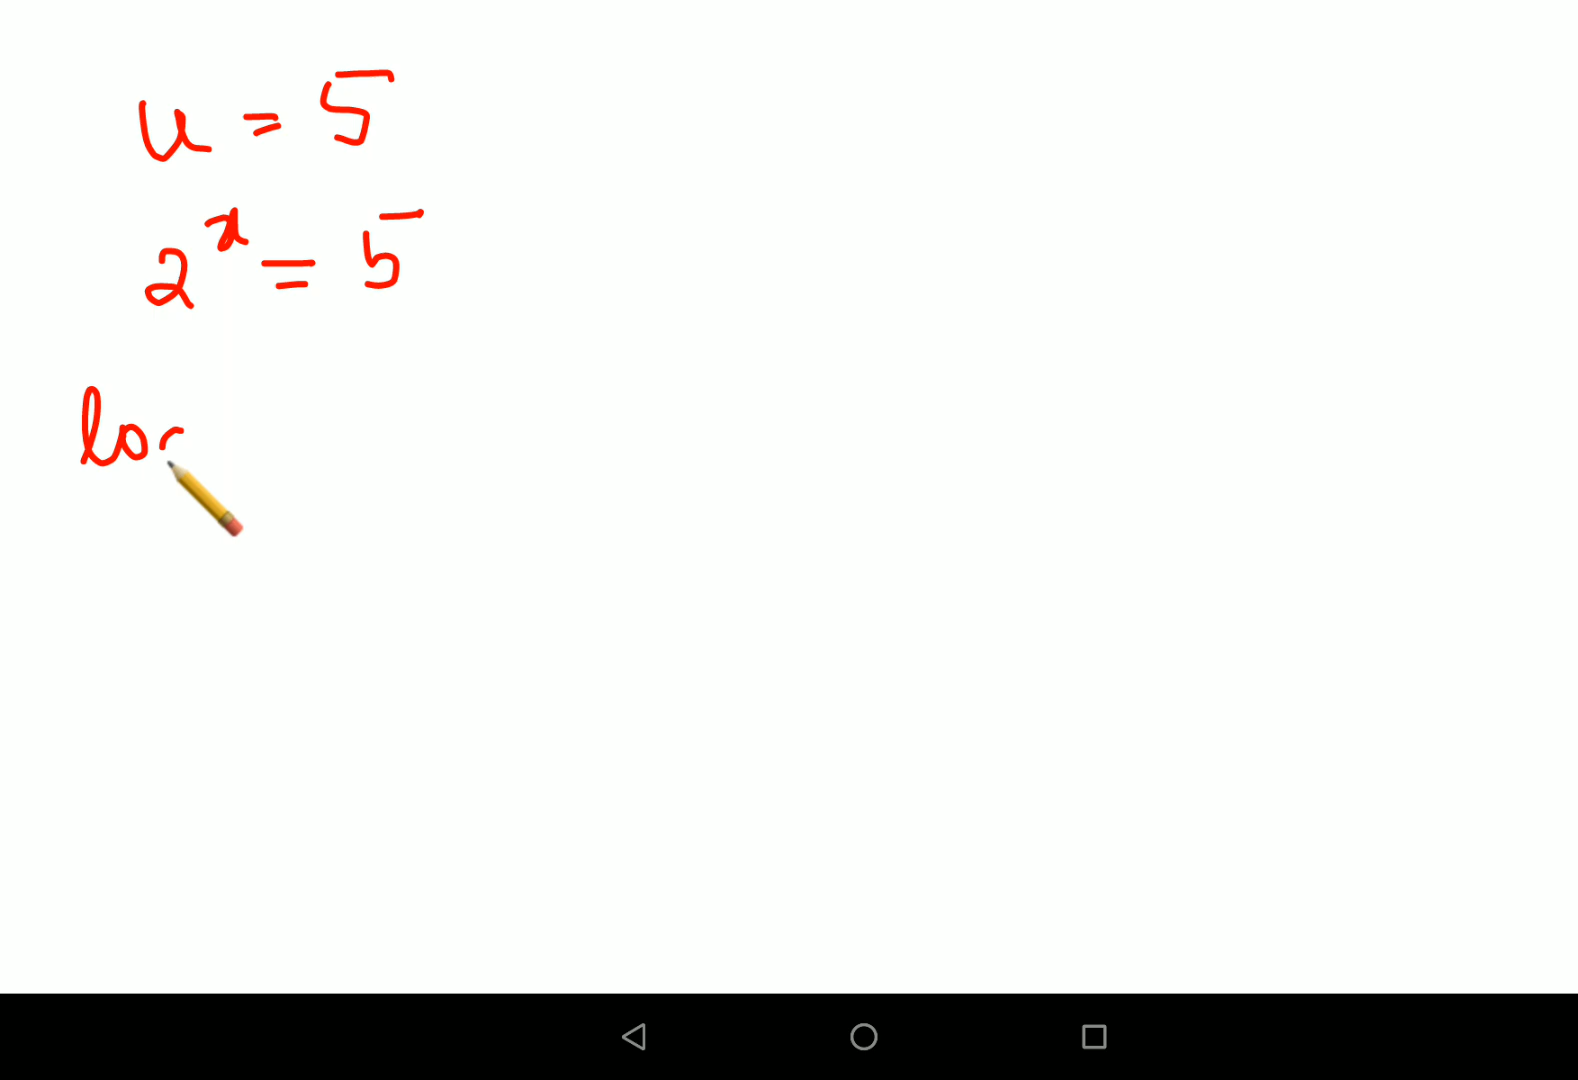 u = 5
2^x = 5
lo